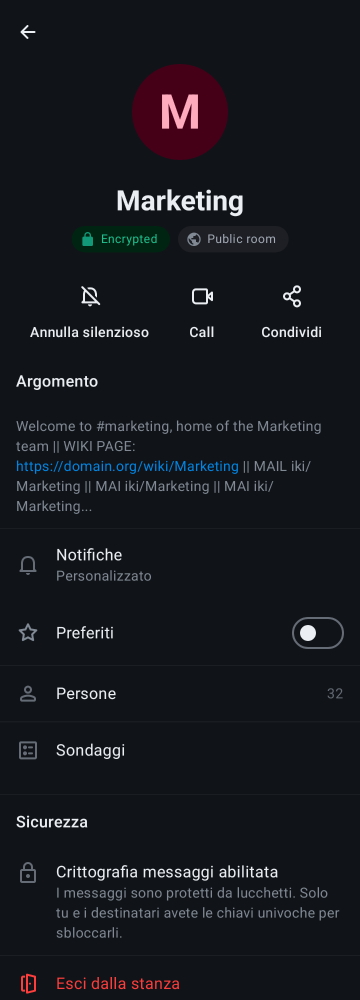 M
Marketing
Encrypted
Public room
Annulla silenzioso
Call
Condividi
Argomento
Welcome to #marketing, home of the Marketing
team || WIKI PAGE:
https://domain.org/wiki/Marketing || MAIL iki/
Marketing || MAI iki/Marketing || MAI iki/
Marketing...
Notifiche
Personalizzato
Preferiti
Persone
32
Sondaggi
Sicurezza
Crittografia messaggi abilitata
I messaggi sono protetti da lucchetti. Solo
tu e i destinatari avete le chiavi univoche per
sbloccarli.
Esci dalla stanza